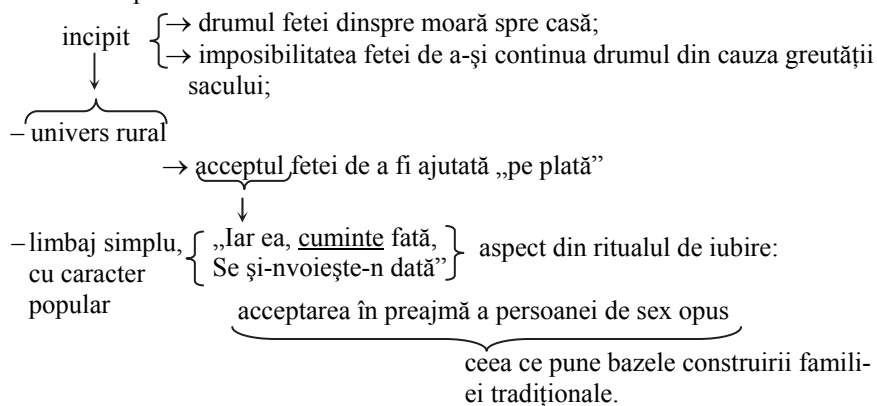 incipit
→ drumul fetei dinspre moară spre casă;
→ imposibilitatea fetei de a-şi continua drumul din cauza greutății
sacului;
– univers rural
→ acceptul fetei de a fi ajutată „pe plată”
– limbaj simplu,
cu caracter
popular
„Iar ea, cuminte fată,
Se şi-nvoieşte-n dată”
aspect din ritualul de iubire:
acceptarea în preajmă a persoanei de sex opus
ceea ce pune bazele construirii famili-
ei tradiționale.